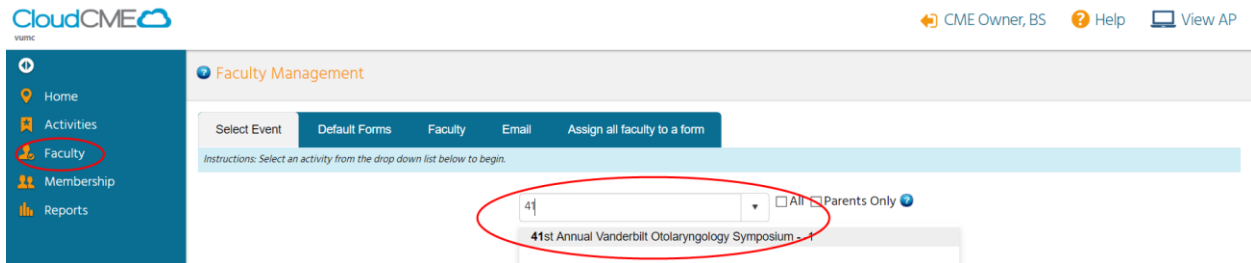 CloudCME
vumc
CME Owner, BS
Help
View AP
Home
Activities
Faculty
Membership
Reports
Faculty Management
Select Event Default Forms Faculty Email Assign all faculty to a form
Instructions: Select an activity from the drop down list below to begin.
41 All Parents Only
41st Annual Vanderbilt Otolaryngology Symposium -